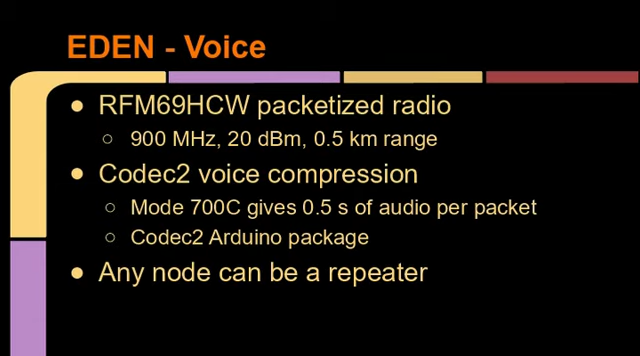 EDEN - Voice
● RFM69HCW packetized radio
○ 900 MHz, 20 dBm, 0.5 km range
● Codec2 voice compression
○ Mode 700C gives 0.5 s of audio per packet
○ Codec2 Arduino package
● Any node can be a repeater